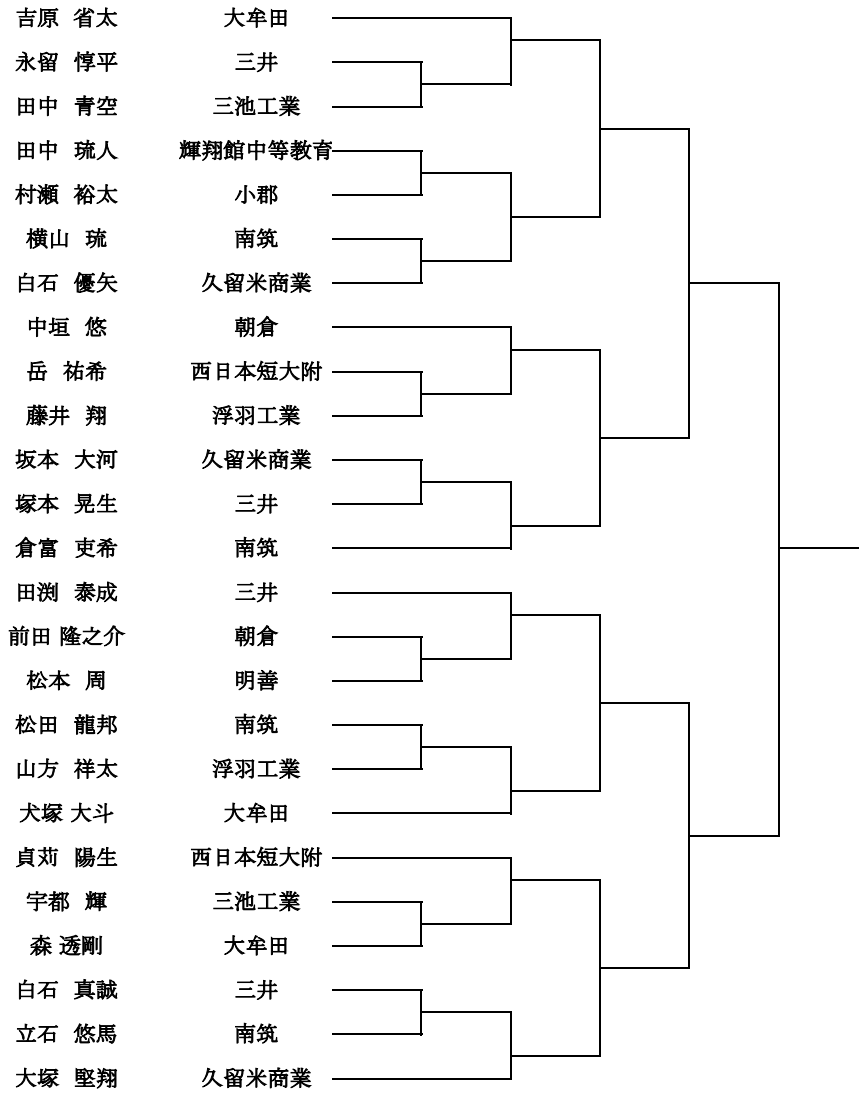 吉原 省太 大牟田
永留 惇平 三井
田中 青空 三池工業
田中 琉人 輝翔館中等教育
村瀬 裕太 小郡
横山 琉 南筑
白石 優矢 久留米商業
中垣 悠 朝倉
岳 祐希 西日本短大附
藤井 翔 浮羽工業
坂本 大河 久留米商業
塚本 晃生 三井
倉富 吏希 南筑
田渕 泰成 三井
前田 隆之介 朝倉
松本 周 明善
松田 龍邦 南筑
山方 祥太 浮羽工業
犬塚 大斗 大牟田
貞苅 陽生 西日本短大附
宇都 輝 三池工業
森 透剛 大牟田
白石 真誠 三井
立石 悠馬 南筑
大塚 堅翔 久留米商業